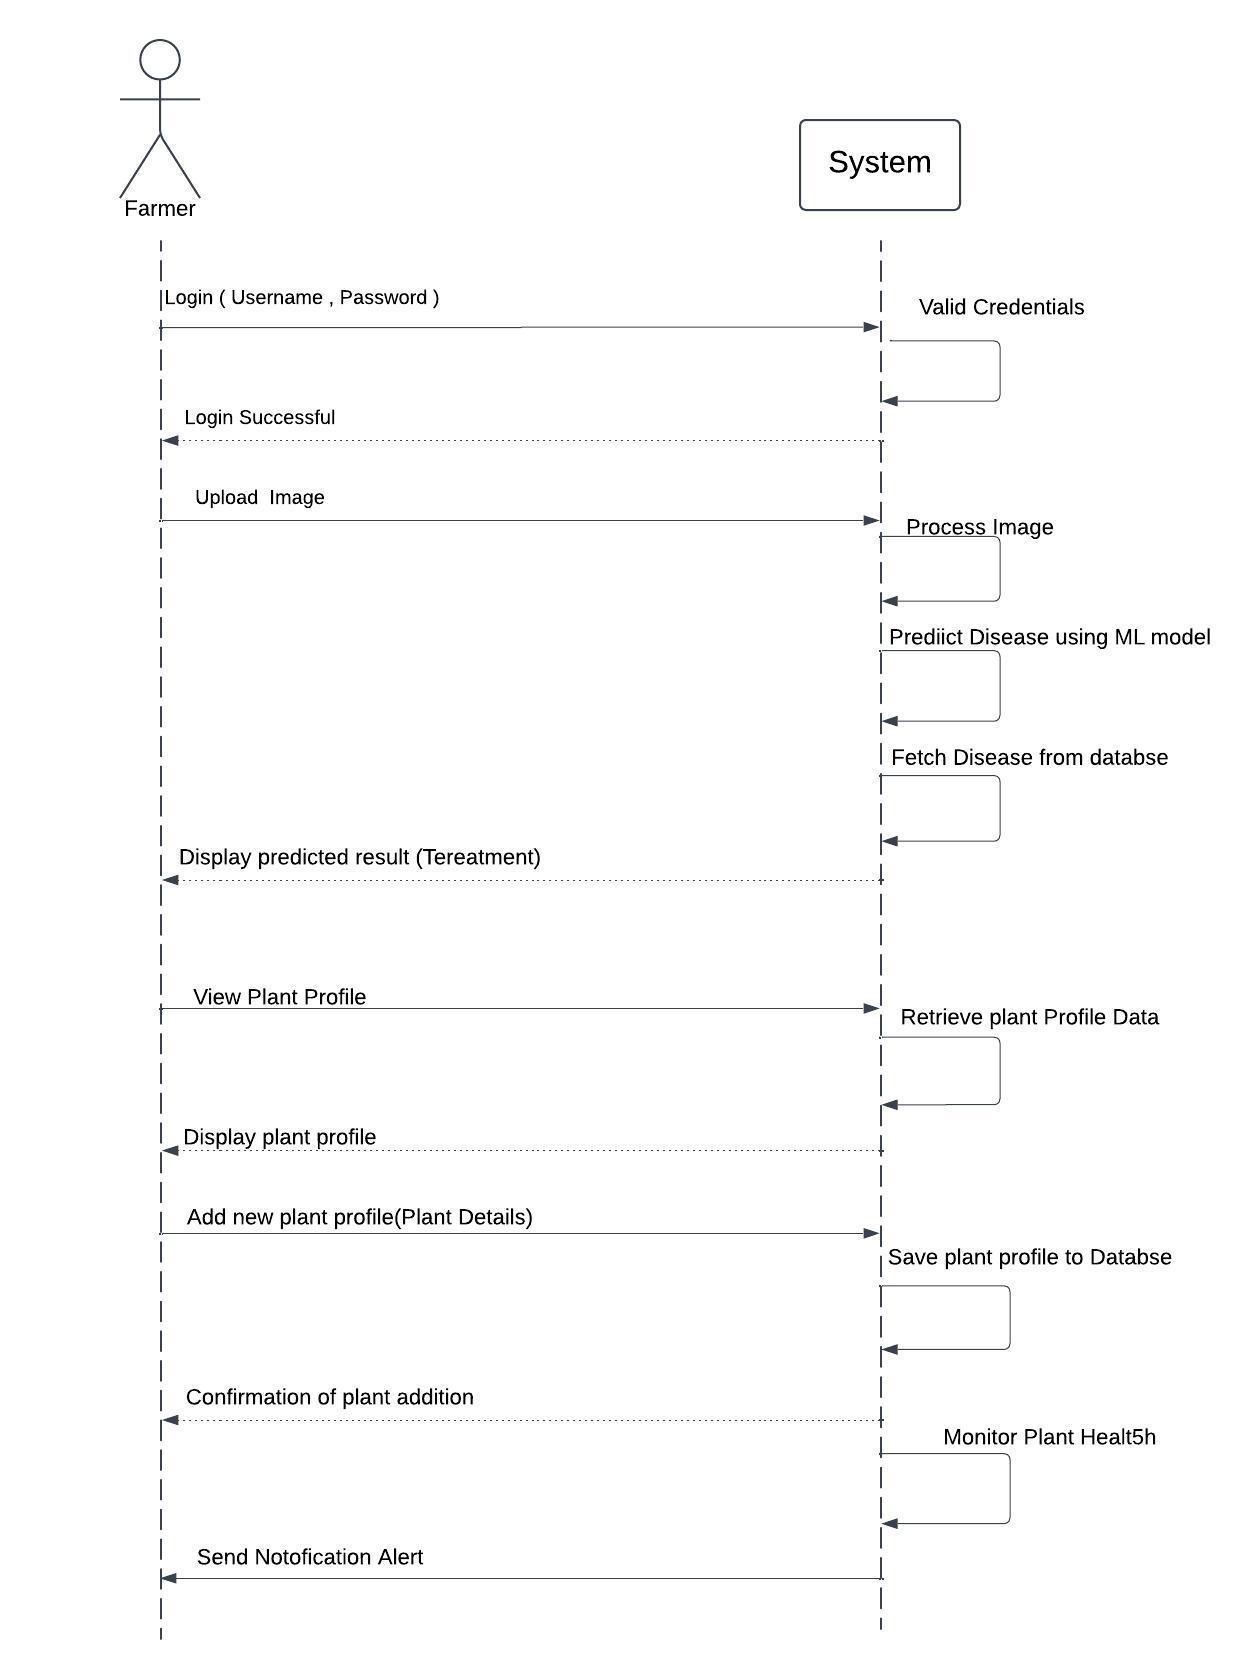 Farmer
System
Login ( Username , Password )
Valid Credentials
Login Successful
Upload  Image
Process Image
Prediict Disease using ML model
Fetch Disease from databse
Display predicted result (Tereatment)
View Plant Profile
Retrieve plant Profile Data
Display plant profile
Add new plant profile(Plant Details)
Save plant profile to Databse
Confirmation of plant addition
Monitor Plant Healt5h
Send Notofication Alert